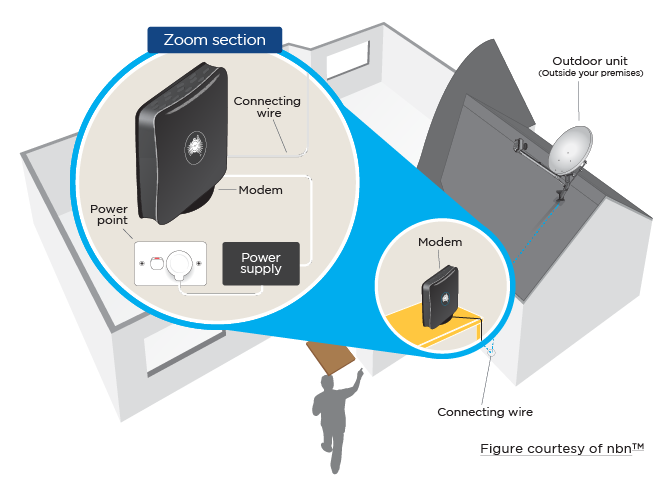 Zoom section
Outdoor unit
(Outside your premises)
Connecting
wire
Modem
Power
point
Power
supply
Modem
Connecting wire
Figure courtesy of nbn™